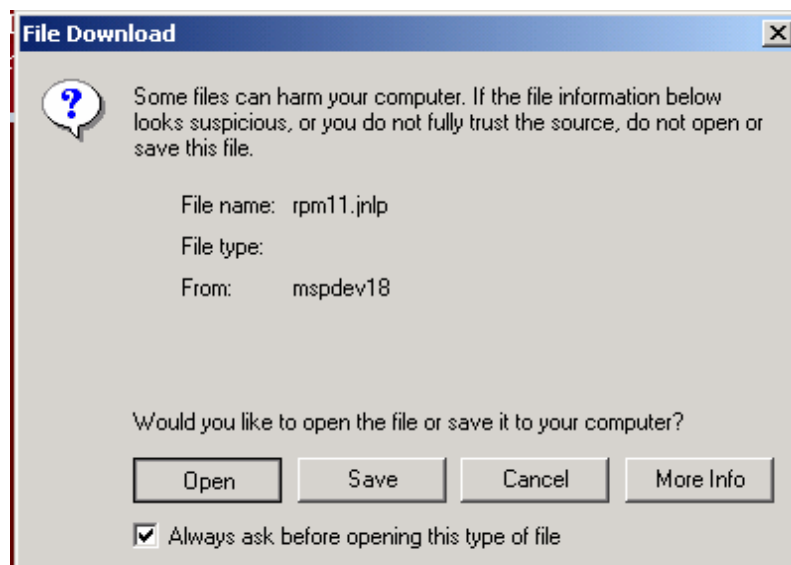 File Download
Some files can harm your computer. If the file information below
looks suspicious, or you do not fully trust the source, do not open or
save this file.
File name: rpm11.jnlp
File type:
From: mspdev18
Would you like to open the file or save it to your computer?
Open Save Cancel More Info
Always ask before opening this type of file